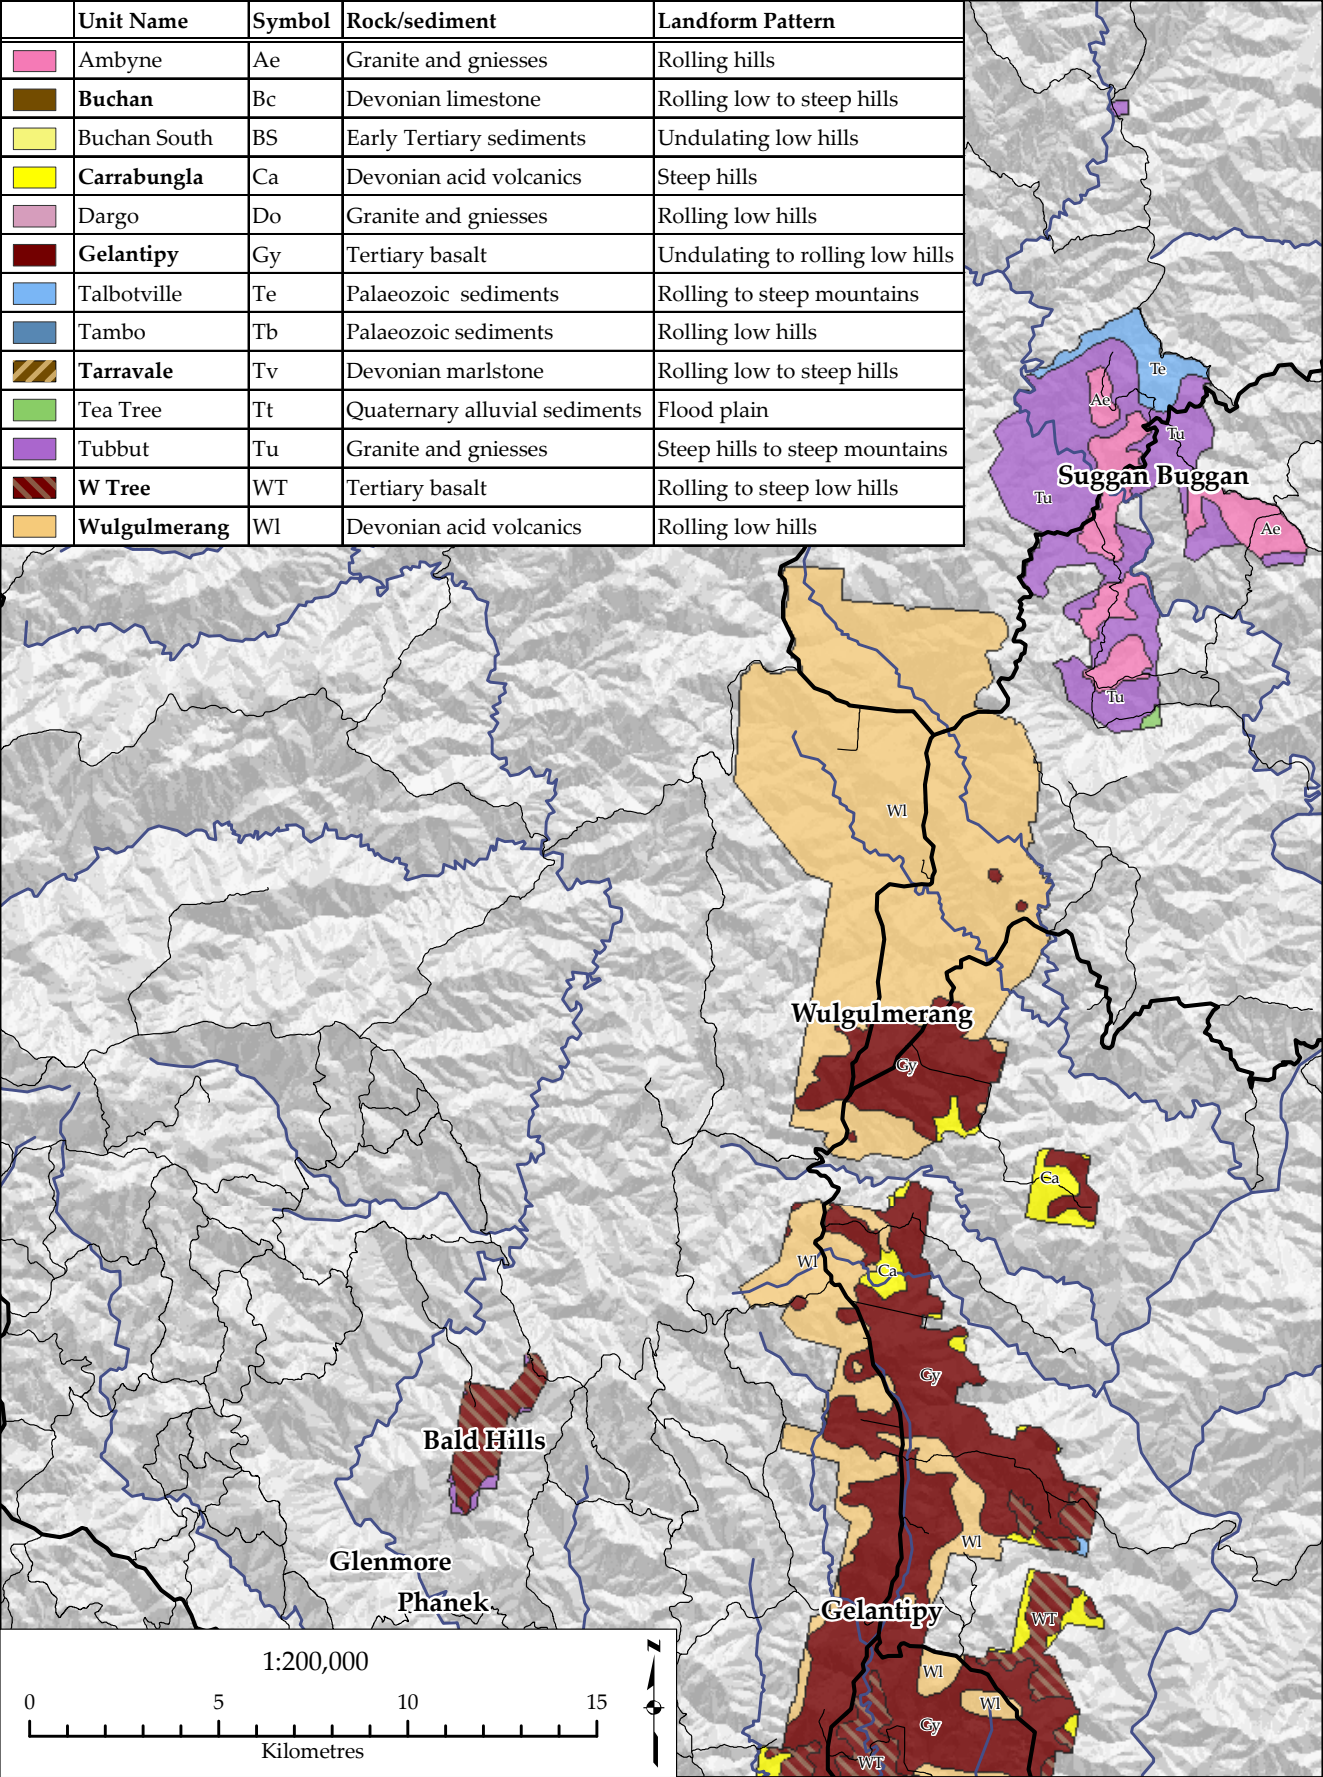 Unit Name Symbol Rock/sediment Landform Pattern
Ambyne Ae Granite and gniesses Rolling hills
Buchan Bc Devonian limestone Rolling low to steep hills
Buchan South BS Early Tertiary sediments Undulating low hills
Carrabungla Ca Devonian acid volcanics Steep hills
Dargo Do Granite and gniesses Rolling low hills
Gelantipy Gy Tertiary basalt Undulating to rolling low hills
Talbotville Te Palaeozoic sediments Rolling to steep mountains
Tambo Tb Palaeozoic sediments Rolling low hills
Tarravale Tv Devonian marlstone Rolling low to steep hills
Tea Tree Tt Quaternary alluvial sediments Flood plain
Tubbut Tu Granite and gniesses Steep hills to steep mountains
W Tree WT Tertiary basalt Rolling to steep low hills
Wulgulmerang Wl Devonian acid volcanics Rolling low hills
Te
Ae
Tu
Suggan Buggan
Tu
Ae
Tu
Wl
Wulgulmerang
Gy
Ca
Wl
Ca
Gy
Bald Hills
Wl
Glenmore
Phanek
Gelantipy
WT
Wl
Wl
Gy
WT
1:200,000
0 5 10 15
Kilometres
z